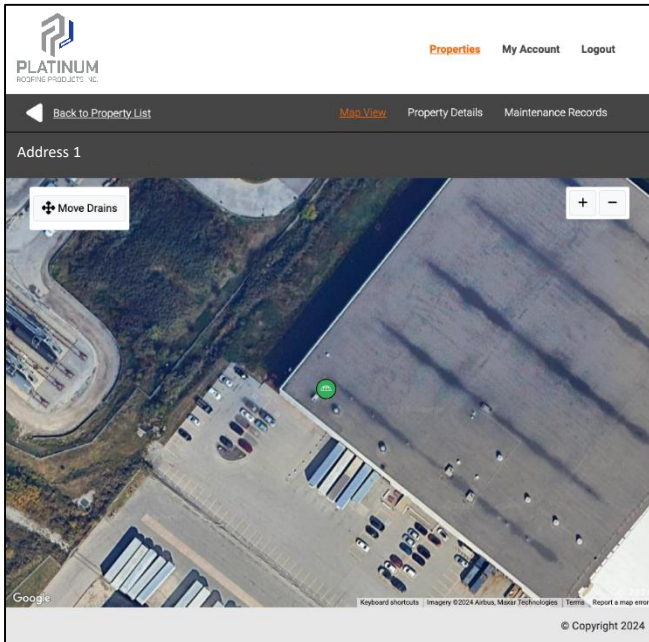 PLATINUM
ROOFING PRODUCTS INC.
Properties My Account Logout
Back to Property List Map View Property Details Maintenance Records
Address 1
Move Drains + −
Google Keyboard shortcuts Imagery ©2024 Airbus, Maxar Technologies Terms Report a map error
© Copyright 2024